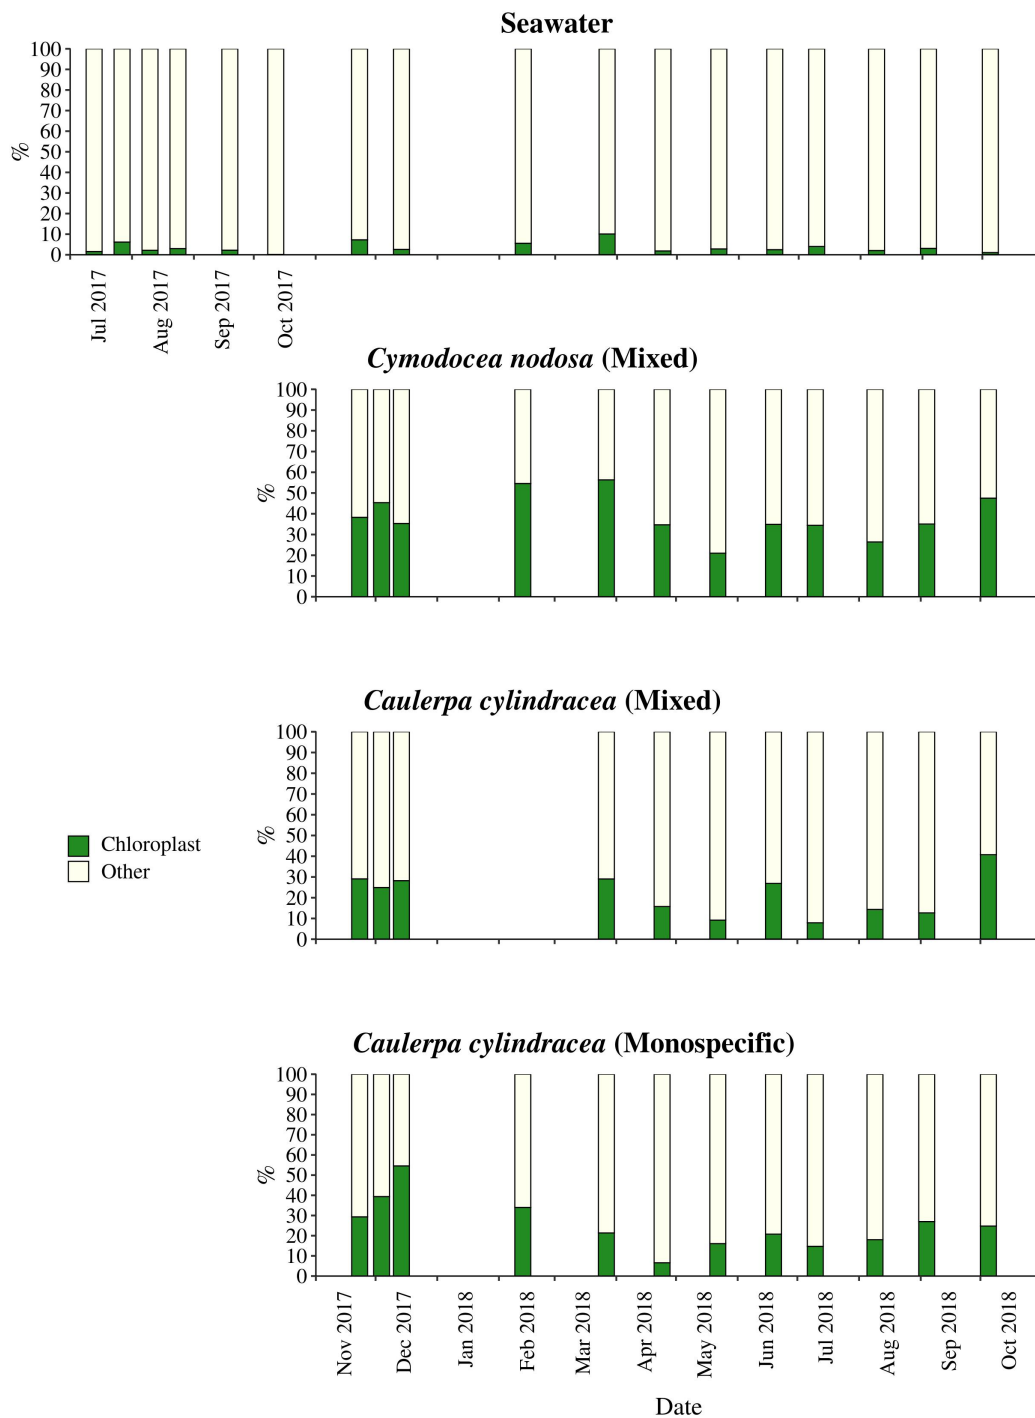 Seawater
100
90
80
70
60
50
40
30
20
10
0
%
Jul 2017
Aug 2017
Sep 2017
Oct 2017
Cymodocea nodosa (Mixed)
100
90
80
70
60
50
40
30
20
10
0
%
Caulerpa cylindracea (Mixed)
100
90
80
70
60
50
40
30
20
10
0
%
Chloroplast
Other
Caulerpa cylindracea (Monospecific)
100
90
80
70
60
50
40
30
20
10
0
%
Nov 2017
Dec 2017
Jan 2018
Feb 2018
Mar 2018
Apr 2018
May 2018
Jun 2018
Jul 2018
Aug 2018
Sep 2018
Oct 2018
Date